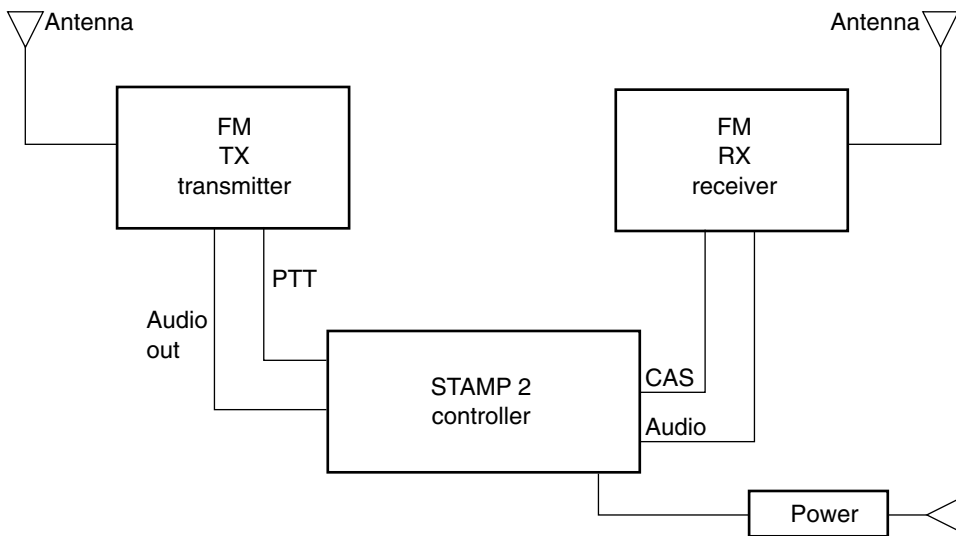 Antenna
Antenna
FM
TX
transmitter
FM
RX
receiver
PTT
Audio
out
STAMP 2
controller
CAS
Audio
Power